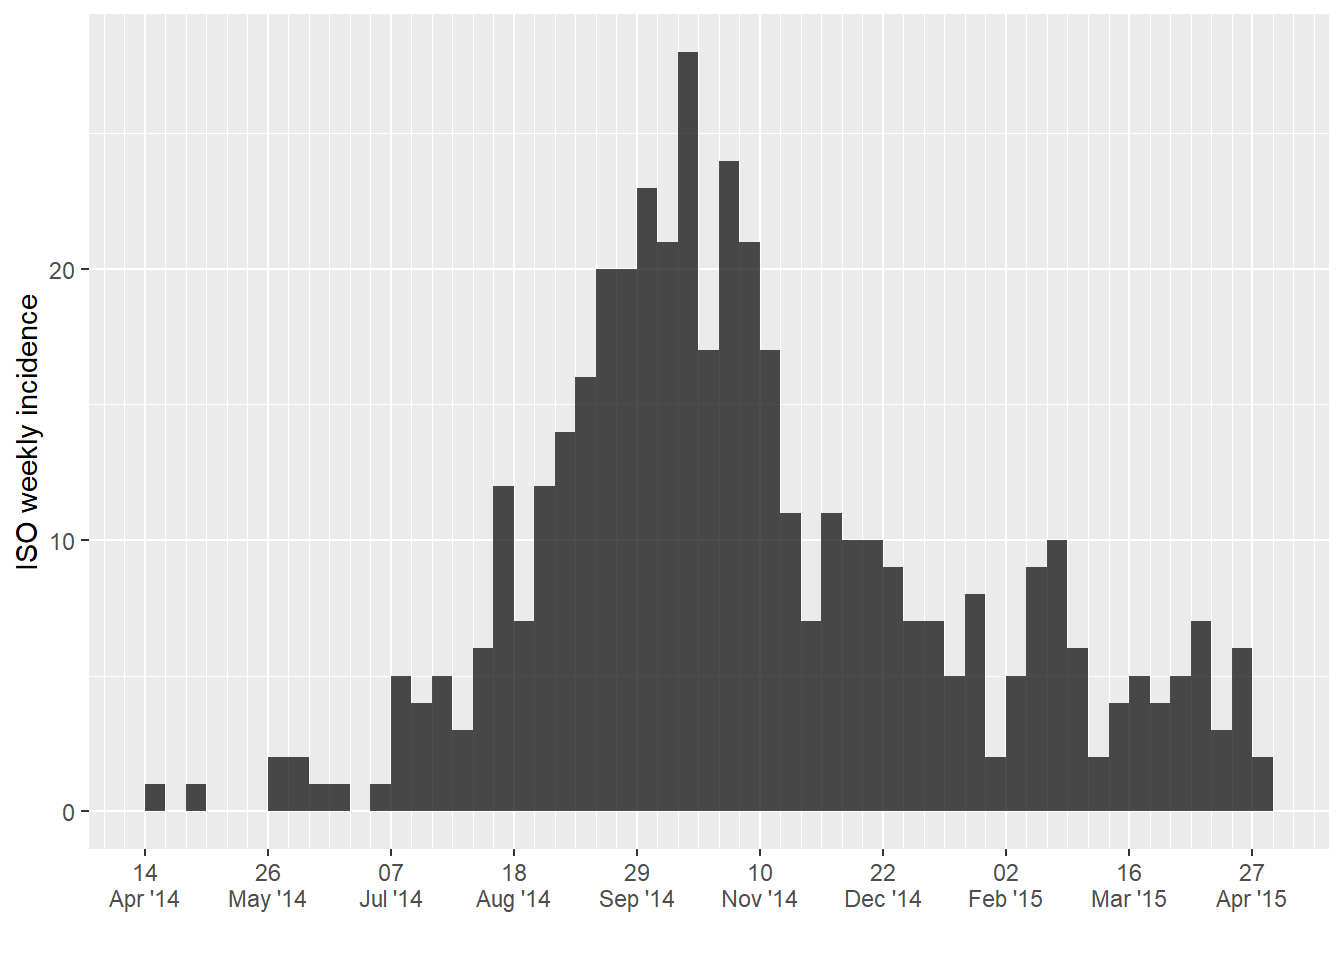 ISO weekly incidence
20
10
0
14 26 07 18 29 10 22 02 16 27
Apr '14 May '14 Jul '14 Aug '14 Sep '14 Nov '14 Dec '14 Feb '15 Mar '15 Apr '15